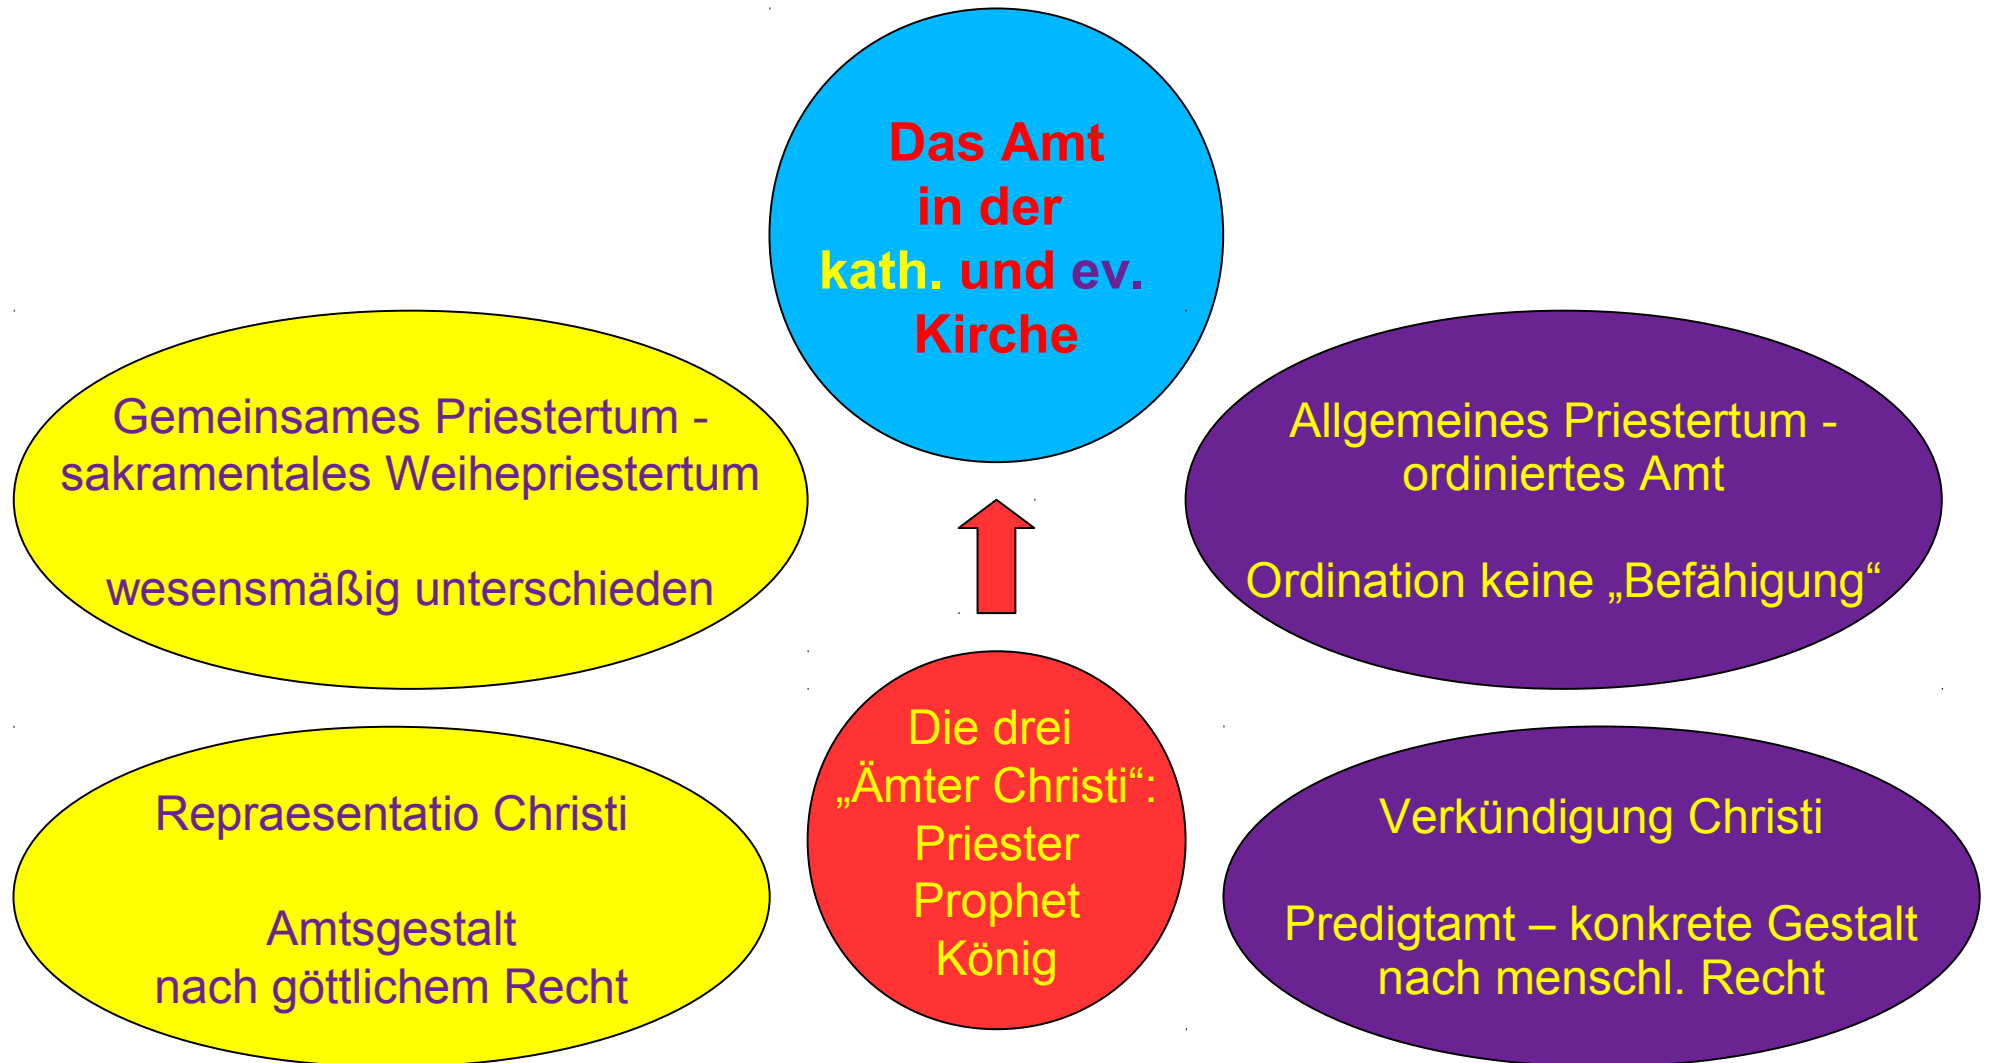 Das Amt
in der
kath. und ev.
Kirche
Gemeinsames Priestertum -
sakramentales Weihepriestertum
wesensmäßig unterschieden
Allgemeines Priestertum -
ordiniertes Amt
Ordination keine „Befähigung“
Repraesentatio Christi
Amtsgestalt
nach göttlichem Recht
Die drei
„Ämter Christi“:
Priester
Prophet
König
Verkündigung Christi
Predigtamt – konkrete Gestalt
nach menschl. Recht